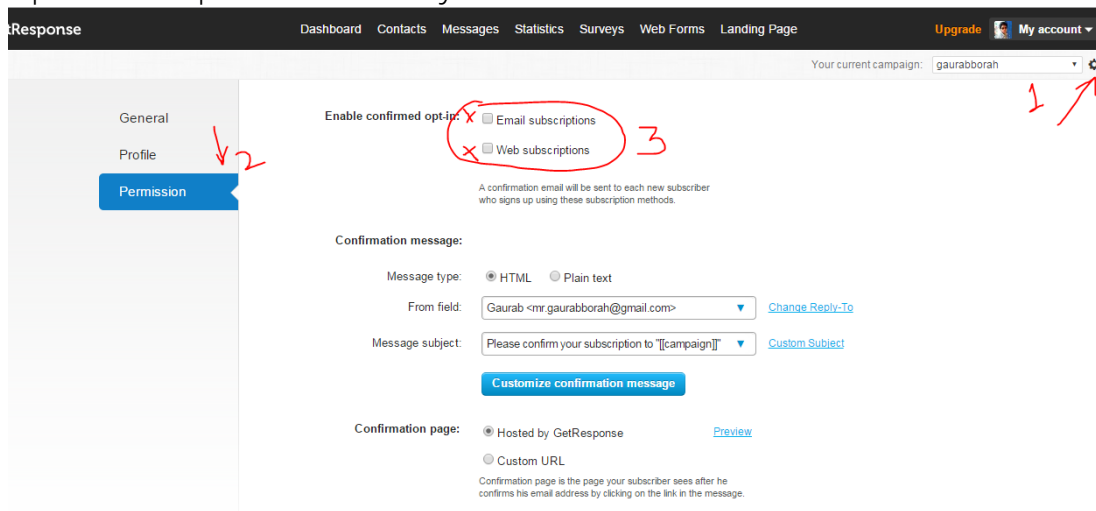 tResponse
Dashboard Contacts Messages Statistics Surveys Web Forms Landing Page Upgrade My account
Your current campaign: gaurabborah
1
General
Profile
Permission
2
Enable confirmed opt-in:
x Email subscriptions
x Web subscriptions
3
A confirmation email will be sent to each new subscriber
who signs up using these subscription methods.
Confirmation message:
Message type: HTML Plain text
From field: Gaurab <mr.gaurabborah@gmail.com> Change Reply-To
Message subject: Please confirm your subscription to "[[campaign]]" Custom Subject
Customize confirmation message
Confirmation page: Hosted by GetResponse Preview
Custom URL
Confirmation page is the page your subscriber sees after he
confirms his email address by clicking on the link in the message.